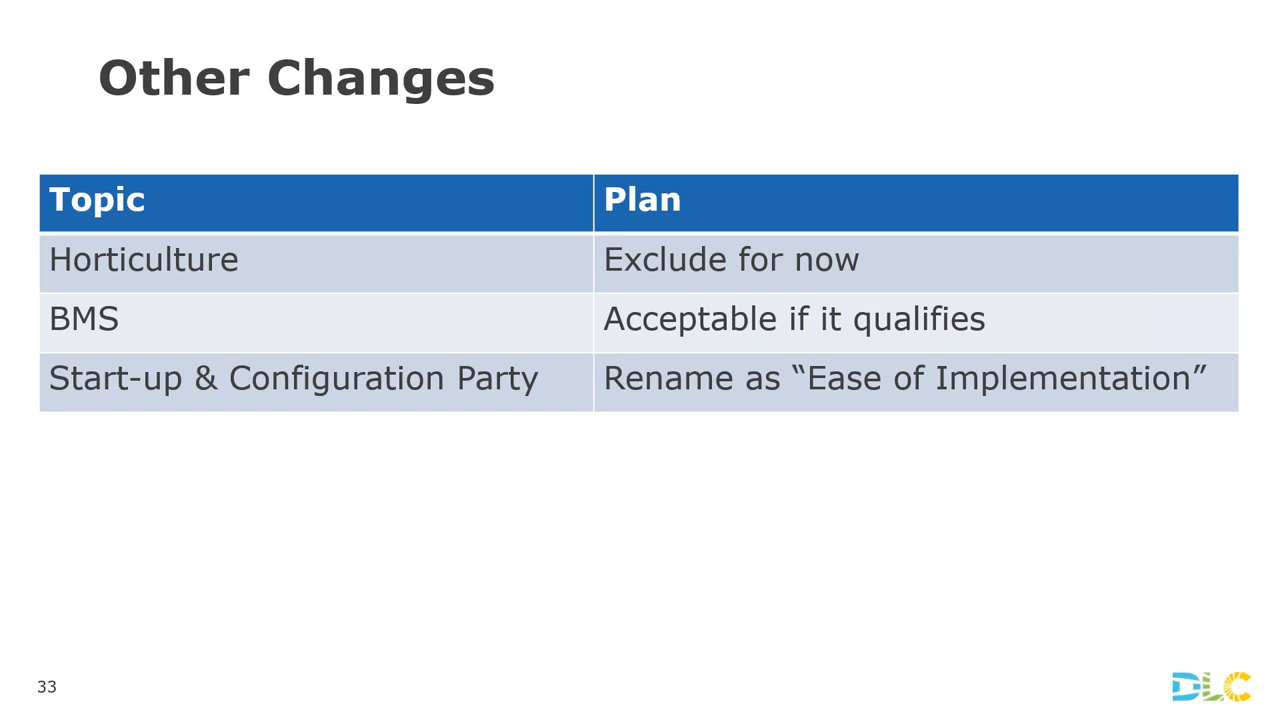 Other Changes
Topic Plan
Horticulture Exclude for now
BMS Acceptable if it qualifies
Start-up & Configuration Party Rename as “Ease of Implementation”
33
DLC